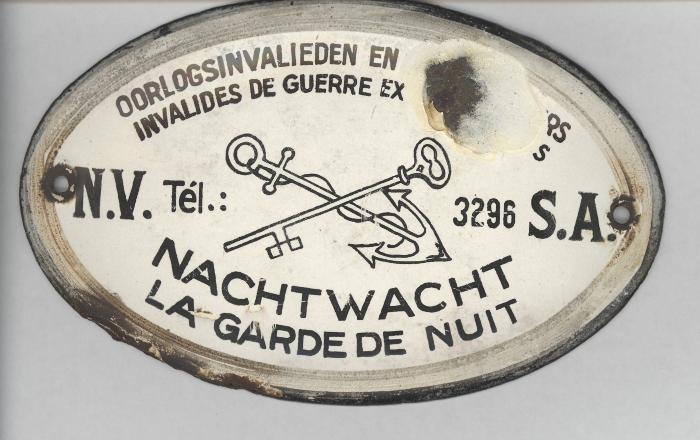 OORLOGSINVALIEDEN EN
INVALIDES DE GUERRE EX
N.V. Tél.: 3296 S.A.
NACHTWACHT
LA GARDE DE NUIT